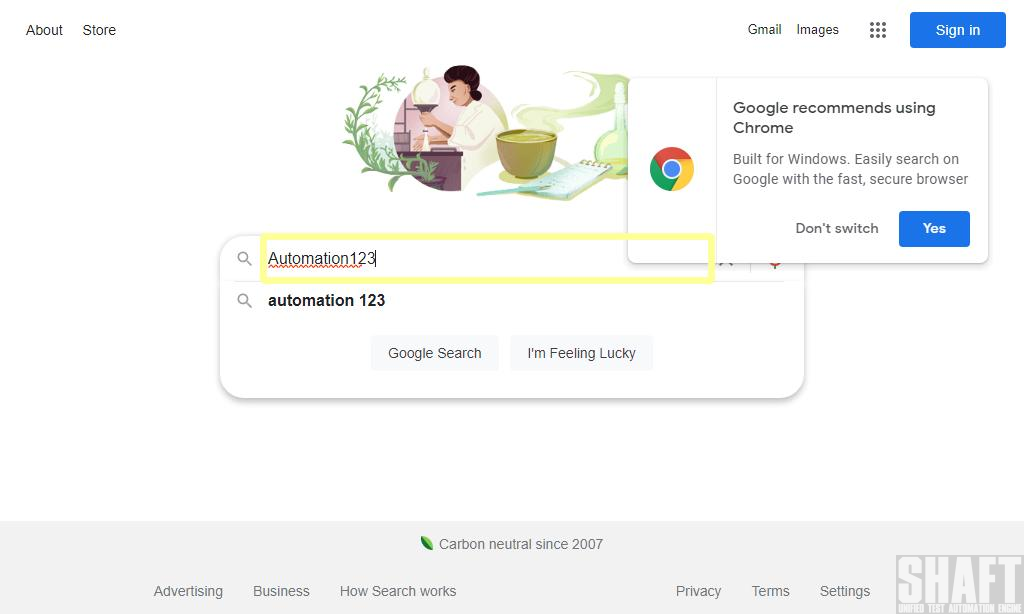 About Store
Gmail Images Sign in
Google recommends using
Chrome
Built for Windows. Easily search on
Google with the fast, secure browser
Don't switch Yes
Automation123
automation 123
Google Search I'm Feeling Lucky
Carbon neutral since 2007
Advertising Business How Search works Privacy Terms Settings
SHAFT
UNIFIED TEST AUTOMATION ENGINE